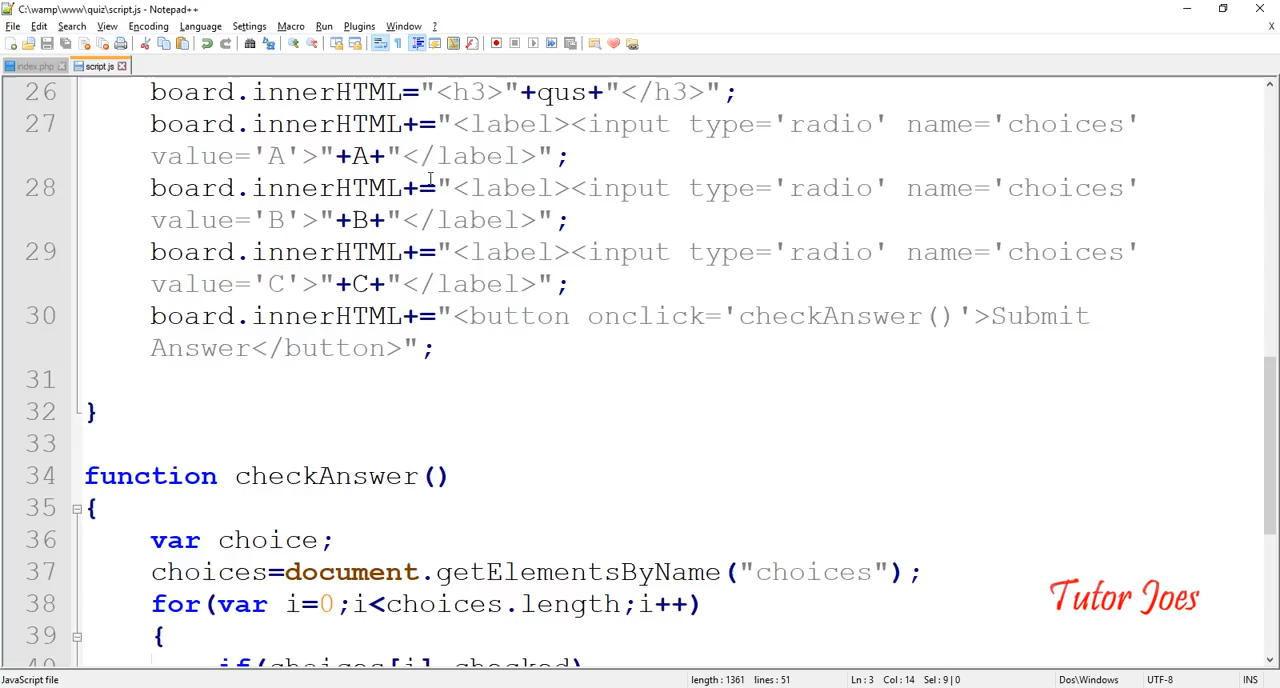 C:\wamp\www\quiz\script.js - Notepad++
File Edit Search View Encoding Language Settings Macro Run Plugins Window ?
index.php script.js
26 board.innerHTML="<h3>"+qus+"</h3>";
27 board.innerHTML+="<label><input type='radio' name='choices'
value='A'>"+A+"</label>";
28 board.innerHTML+="<label><input type='radio' name='choices'
value='B'>"+B+"</label>";
29 board.innerHTML+="<label><input type='radio' name='choices'
value='C'>"+C+"</label>";
30 board.innerHTML+="<button onclick='checkAnswer()'>Submit
Answer</button>";
31
32 }
33
34 function checkAnswer()
35 {
36 var choice;
37 choices=document.getElementsByName("choices");
38 for(var i=0;i<choices.length;i++)
39 {
40 if(choices[i].checked)
Tutor Joes
JavaScript file length : 1361 lines : 51 Ln : 3 Col : 14 Sel : 9 | 0 Dos\Windows UTF-8 INS